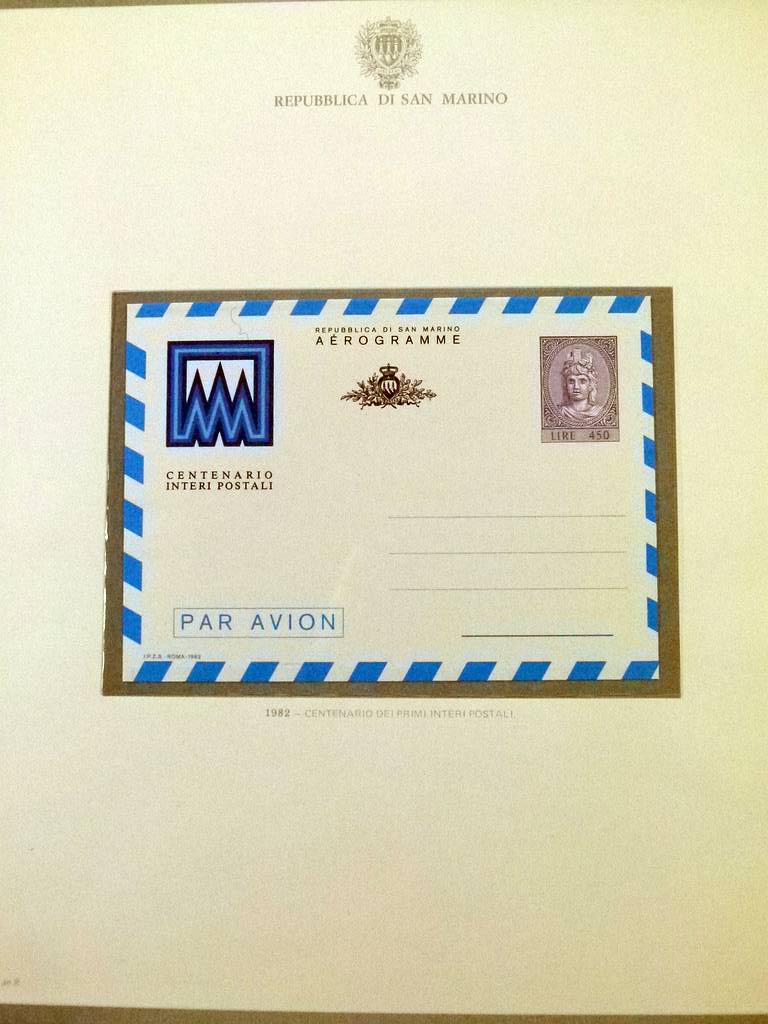 REPUBBLICA DI SAN MARINO
REPUBBLICA DI SAN MARINO
AÉROGRAMME
LIRE 450
CENTENARIO
INTERI POSTALI
PAR AVION
I.P.Z.S. - ROMA - 1982
1982 – CENTENARIO DEI PRIMI INTERI POSTALI